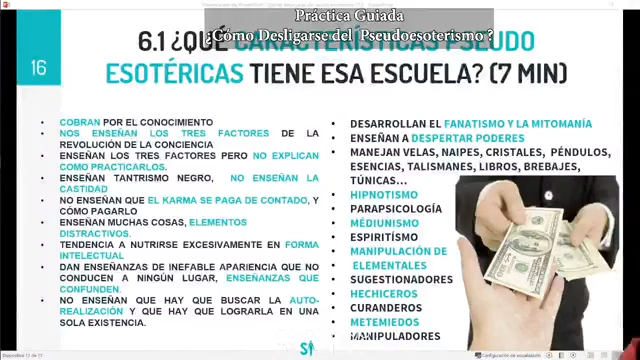 Práctica Guiada
¿Cómo Desligarse del Pseudoesoterismo?
6.1 ¿QUÉ CARACTERÍSTICAS PSEUDO
ESOTÉRICAS TIENE ESA ESCUELA? (7 MIN)
16
• COBRAN POR EL CONOCIMIENTO
• NOS ENSEÑAN LOS TRES FACTORES DE LA
REVOLUCIÓN DE LA CONCIENCIA
• ENSEÑAN LOS TRES FACTORES PERO NO EXPLICAN
COMO PRACTICARLOS.
• ENSEÑAN TANTRISMO NEGRO, NO ENSEÑAN LA
CASTIDAD
• NO ENSEÑAN QUE EL KARMA SE PAGA DE CONTADO, Y
CÓMO PAGARLO
• ENSEÑAN MUCHAS COSAS, ELEMENTOS
DISTRACTIVOS.
• TENDENCIA A NUTRIRSE EXCESIVAMENTE EN FORMA
INTELECTUAL
• DAN ENSEÑANZAS DE INEFABLE APARIENCIA QUE NO
CONDUCEN A NINGÚN LUGAR, ENSEÑANZAS QUE
CONFUNDEN.
• NO ENSEÑAN QUE HAY QUE BUSCAR LA AUTO-
REALIZACIÓN Y QUE HAY QUE LOGRARLA EN UNA
SOLA EXISTENCIA.
• DESARROLLAN EL FANATISMO Y LA MITOMANÍA
• ENSEÑAN A DESPERTAR PODERES
• MANEJAN VELAS, NAIPES, CRISTALES, PÉNDULOS,
ESENCIAS, TALISMANES, LIBROS, BREBAJES,
TÚNICAS...
• HIPNOTISMO
• PARAPSICOLOGÍA
• MÉDIUNISMO
• ESPIRITÍSMO
• MANIPULACIÓN DE
ELEMENTALES
• SUGESTIONADORES
• HECHICEROS
• CURANDEROS
• METEMIEDOS
• MANIPULADORES